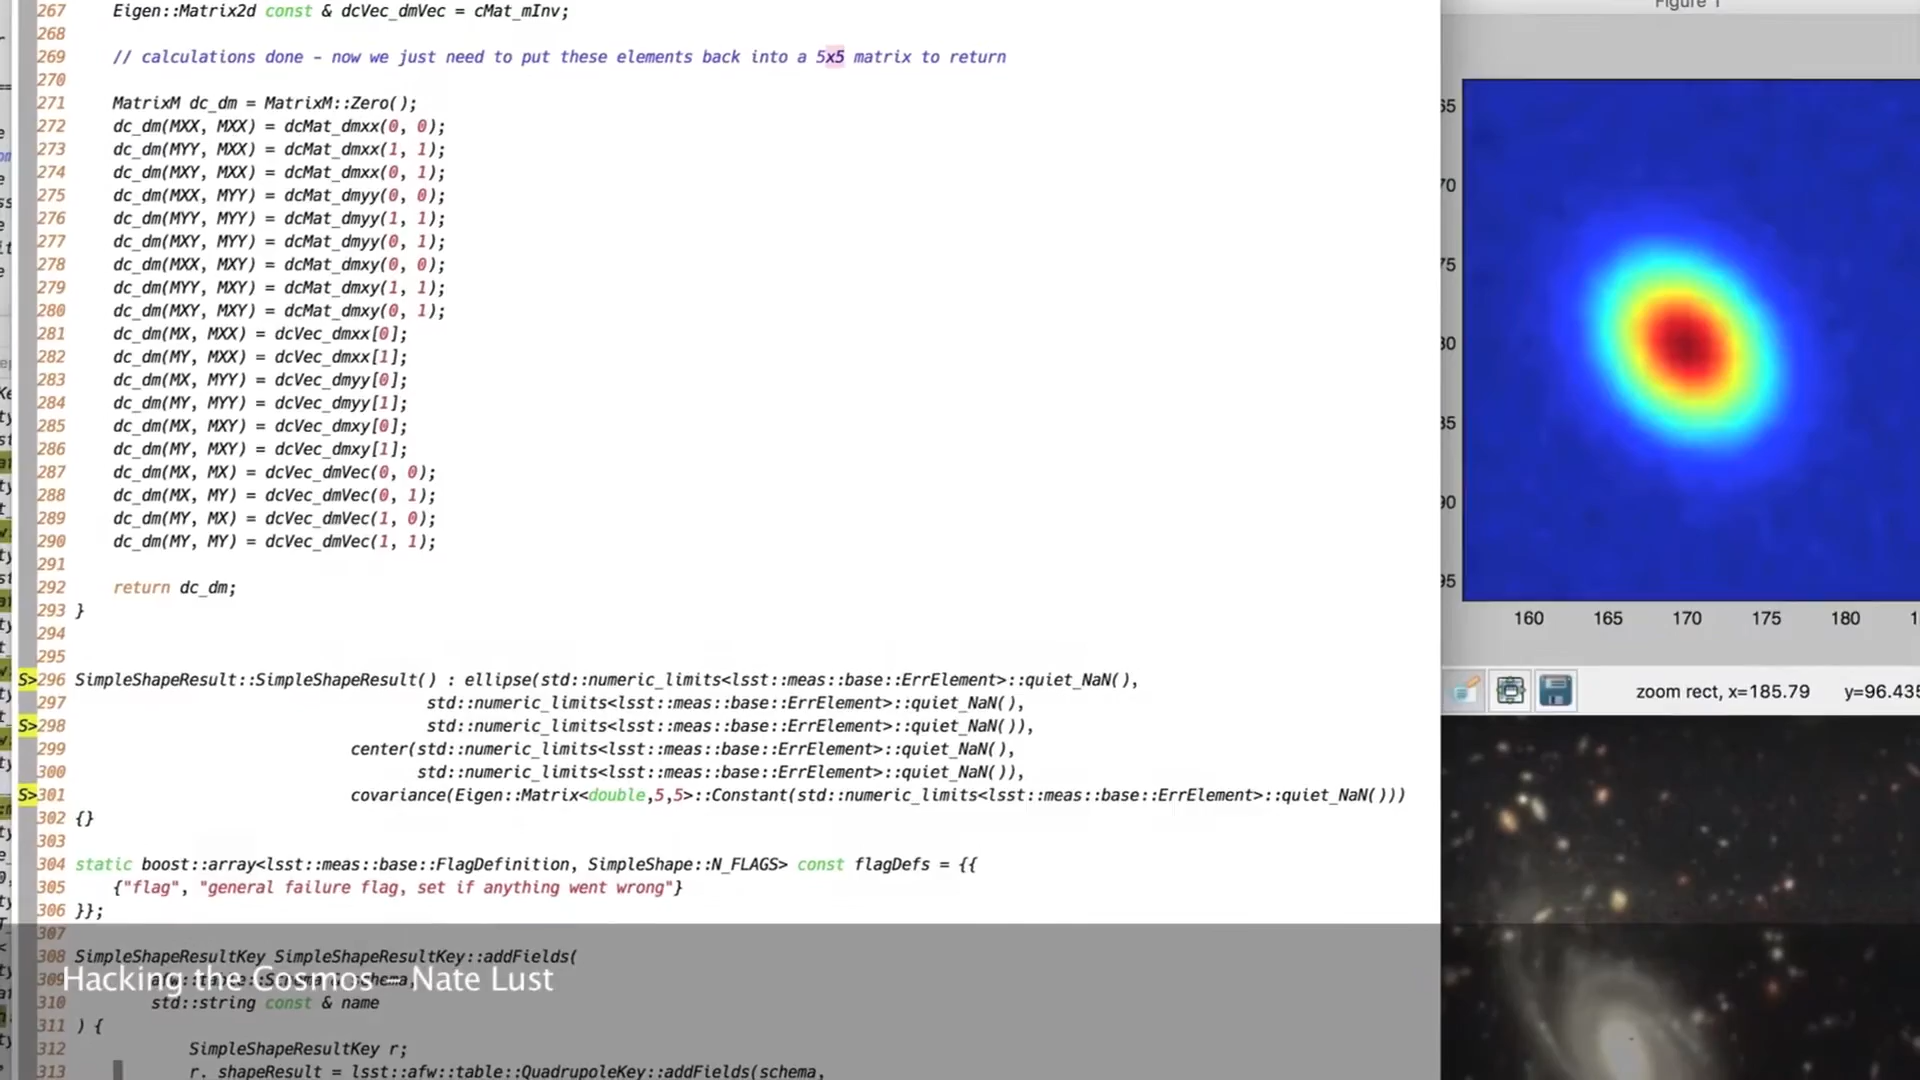 267     Eigen::Matrix2d const & dcVec_dmVec = cMat_mInv;
268
269     // calculations done - now we just need to put these elements back into a 5x5 matrix to return
270
271     MatrixM dc_dm = MatrixM::Zero();
272     dc_dm(MXX, MXX) = dcMat_dmxx(0, 0);
273     dc_dm(MYY, MXX) = dcMat_dmxx(1, 1);
274     dc_dm(MXY, MXX) = dcMat_dmxx(0, 1);
275     dc_dm(MXX, MYY) = dcMat_dmyy(0, 0);
276     dc_dm(MYY, MYY) = dcMat_dmyy(1, 1);
277     dc_dm(MXY, MYY) = dcMat_dmyy(0, 1);
278     dc_dm(MXX, MXY) = dcMat_dmxy(0, 0);
279     dc_dm(MYY, MXY) = dcMat_dmxy(1, 1);
280     dc_dm(MXY, MXY) = dcMat_dmxy(0, 1);
281     dc_dm(MX, MXX) = dcVec_dmxx[0];
282     dc_dm(MY, MXX) = dcVec_dmxx[1];
283     dc_dm(MX, MYY) = dcVec_dmyy[0];
284     dc_dm(MY, MYY) = dcVec_dmyy[1];
285     dc_dm(MX, MXY) = dcVec_dmxy[0];
286     dc_dm(MY, MXY) = dcVec_dmxy[1];
287     dc_dm(MX, MX) = dcVec_dmVec(0, 0);
288     dc_dm(MX, MY) = dcVec_dmVec(0, 1);
289     dc_dm(MY, MX) = dcVec_dmVec(1, 0);
290     dc_dm(MY, MY) = dcVec_dmVec(1, 1);
291
292     return dc_dm;
293 }
294
295
S>296 SimpleShapeResult::SimpleShapeResult() : ellipse(std::numeric_limits<lsst::meas::base::ErrElement>::quiet_NaN(),
297 std::numeric_limits<lsst::meas::base::ErrElement>::quiet_NaN(),
S>298 std::numeric_limits<lsst::meas::base::ErrElement>::quiet_NaN()),
299 center(std::numeric_limits<lsst::meas::base::ErrElement>::quiet_NaN(),
300 std::numeric_limits<lsst::meas::base::ErrElement>::quiet_NaN()),
S>301 covariance(Eigen::Matrix<double,5,5>::Constant(std::numeric_limits<lsst::meas::base::ErrElement>::quiet_NaN()))
302 {}
303
304 static boost::array<lsst::meas::base::FlagDefinition, SimpleShape::N_FLAGS> const flagDefs = {{
305     {"flag", "general failure flag, set if anything went wrong"}
306 }};
307
308 SimpleShapeResultKey SimpleShapeResultKey::addFields(
309
310 std::string const & name
311 ) {
312 SimpleShapeResultKey r;
313 r. shapeResult = lsst::afw::table::QuadrupoleKey::addFields(schema,
Hacking the Cosmos - Nate Lust
Figure 1
160 165 170 175 180
zoom rect, x=185.79 y=96.435